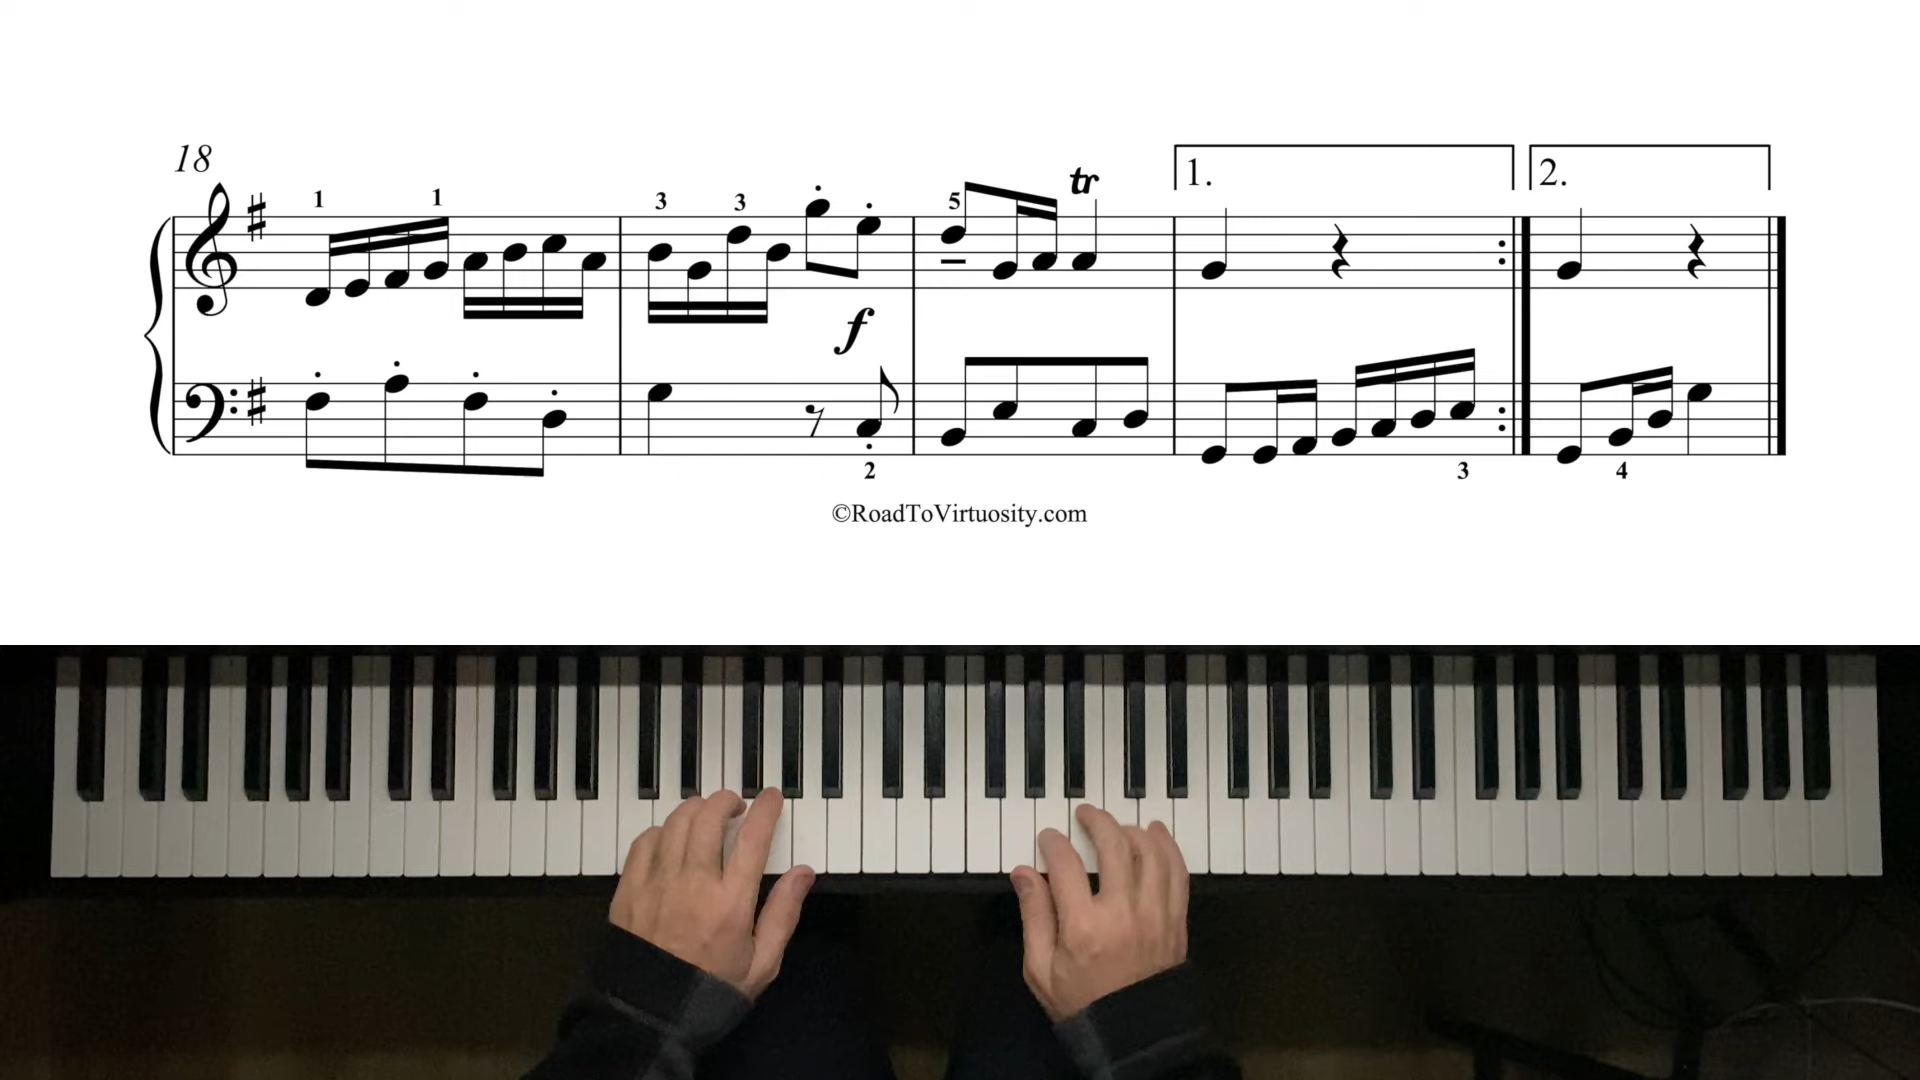 18
1 1 3 3 5 tr 1. 2.
f
2 3 4
©RoadToVirtuosity.com